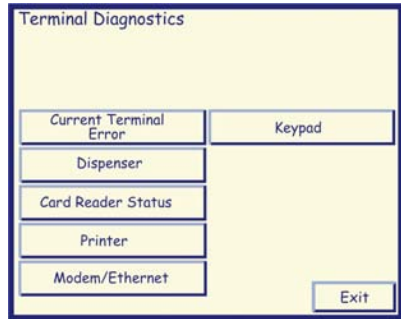 Terminal Diagnostics
Current Terminal
Error
Keypad
Dispenser
Card Reader Status
Printer
Modem/Ethernet
Exit